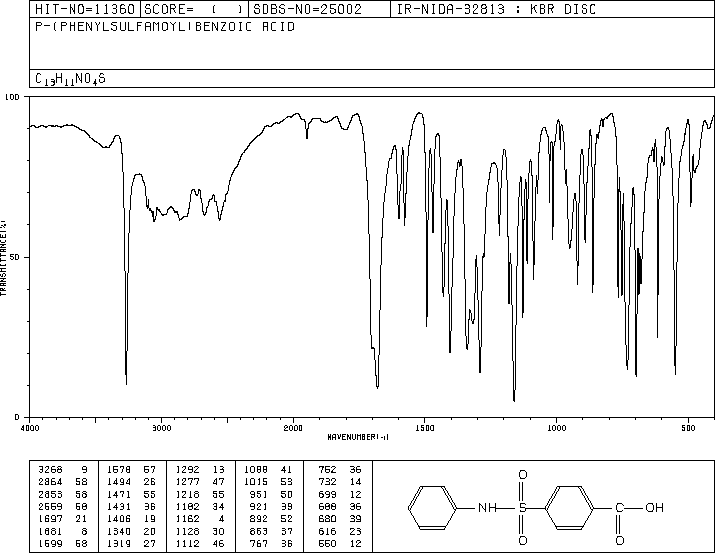 HIT-NO=11360 SCORE= ( ) SDBS-NO=25002 IR-NIDA-32813 : KBR DISC
P-(PHENYLSULFAMOYL)BENZOIC ACID
C13H11NO4S
100
50
0
TRANSMITTANCE(%)
4000 3000 2000 1500 1000 500
WAVENUMBER(-1)
3268 9 1578 57 1292 13 1088 41 762 36
2864 58 1494 26 1277 47 1015 53 732 14
2853 58 1471 55 1218 55 951 50 699 12
2559 60 1431 36 1182 34 921 39 688 36
1697 21 1406 19 1162 4 892 52 680 39
1681 8 1340 20 1128 30 863 37 616 23
1599 58 1319 27 1112 46 767 36 550 12
O
NH S C OH
O O